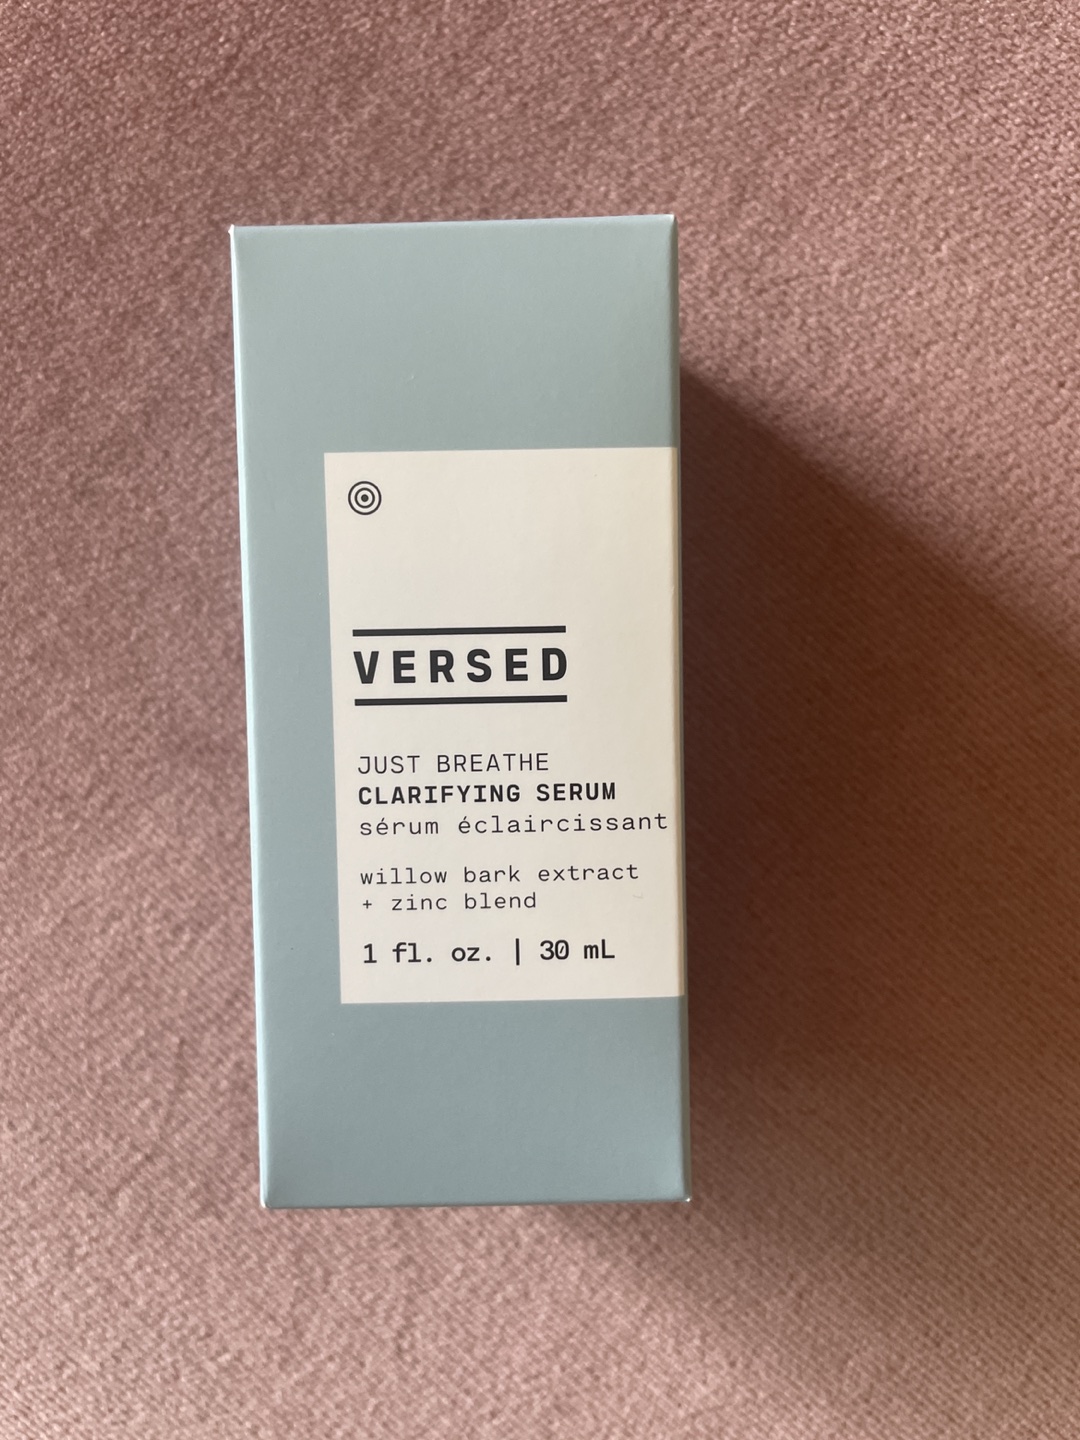 VERSED
JUST BREATHE
CLARIFYING SERUM
sérum éclaircissant
willow bark extract
+ zinc blend
1 fl. oz. | 30 mL